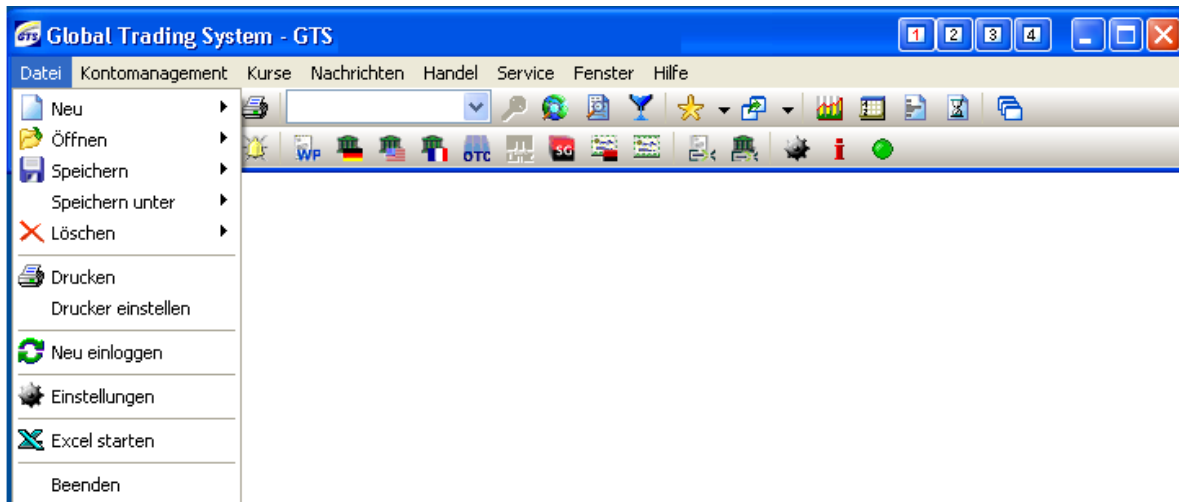 GTS Global Trading System - GTS 1 2 3 4
Datei Kontomanagement Kurse Nachrichten Handel Service Fenster Hilfe
Neu
Öffnen
WP OTC SG
Speichern
Speichern unter
Löschen
Drucken
Drucker einstellen
Neu einloggen
Einstellungen
Excel starten
Beenden